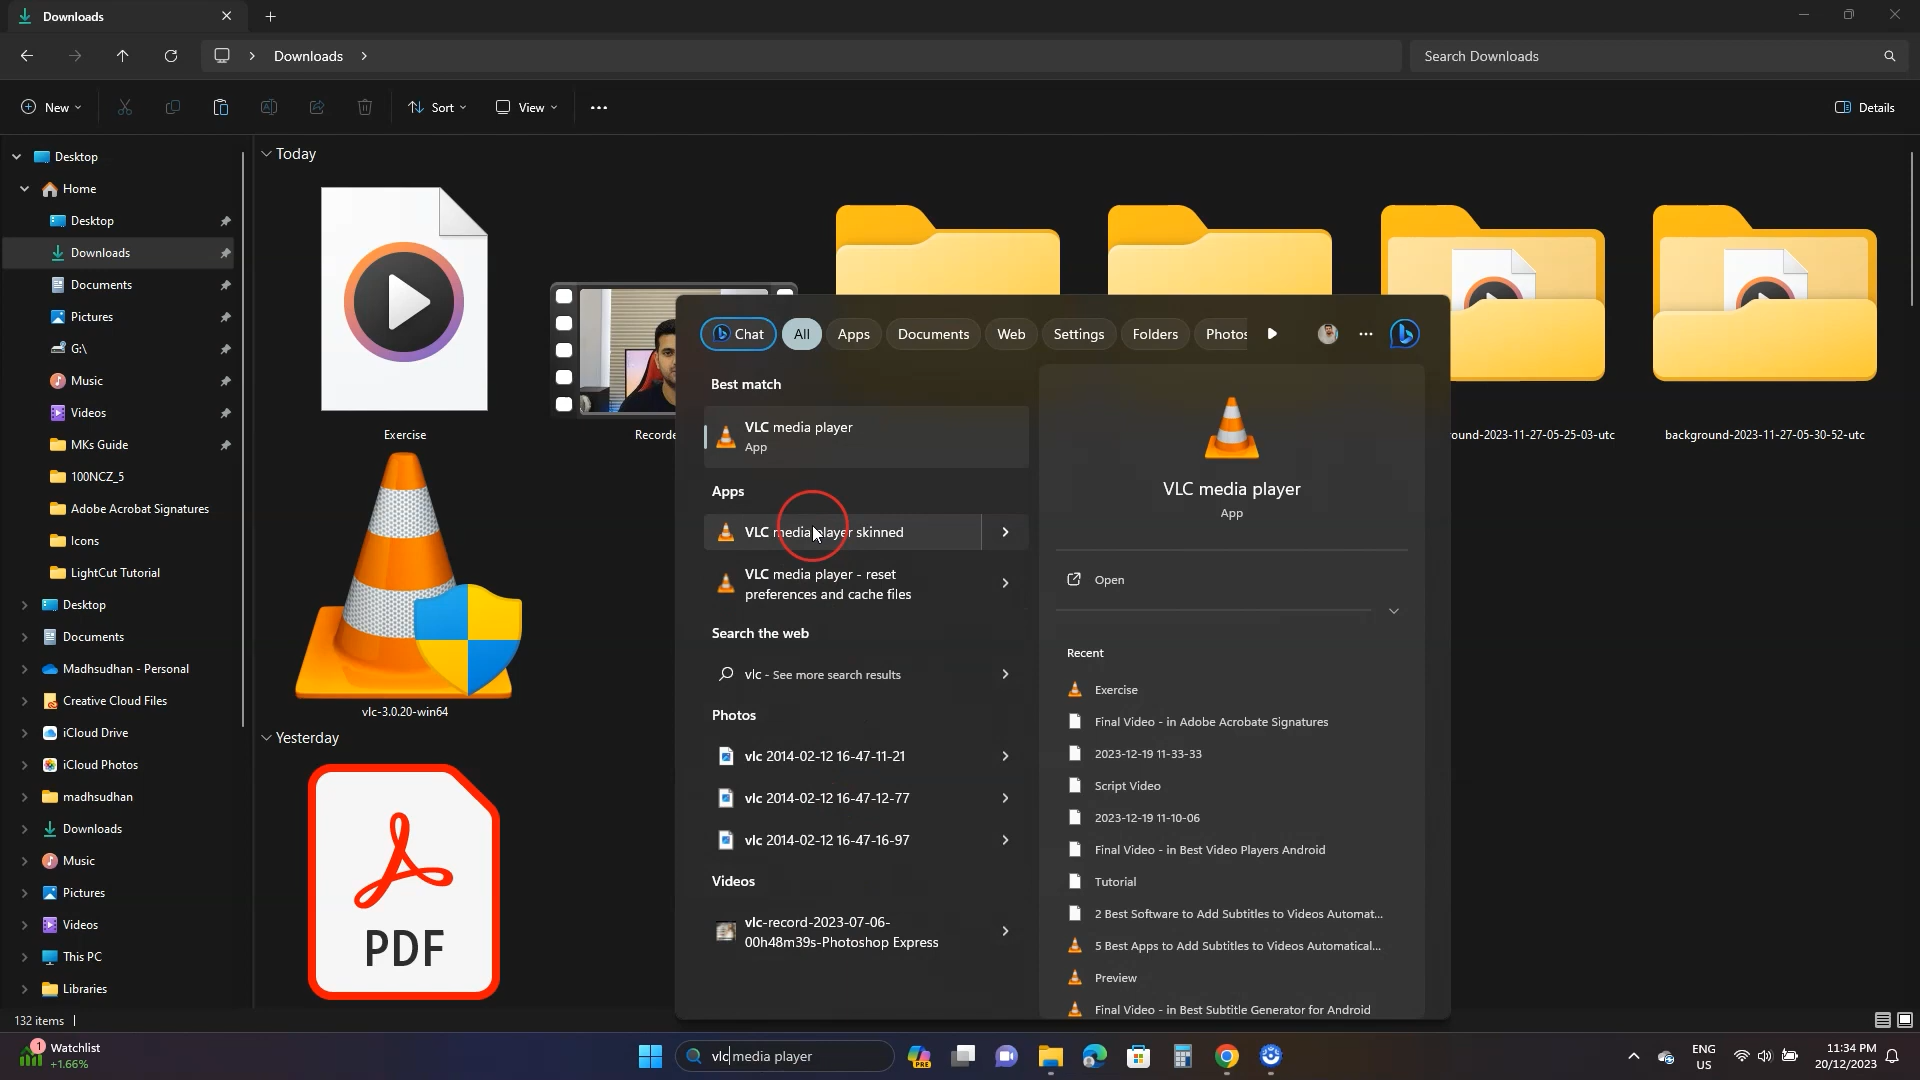 Downloads
Downloads
Search Downloads
New
Sort
View
Details
Desktop
Home
Desktop
Downloads
Documents
Pictures
G:\
Music
Videos
MKs Guide
100NCZ_5
Adobe Acrobat Signatures
Icons
LightCut Tutorial
Desktop
Documents
Madhsudhan - Personal
Creative Cloud Files
iCloud Drive
iCloud Photos
madhsudhan
Downloads
Music
Pictures
Videos
This PC
Libraries
132 items
Today
Exercise
Recorde
ound-2023-11-27-05-25-03-utc
background-2023-11-27-05-30-52-utc
vlc-3.0.20-win64
Yesterday
PDF
Chat
All
Apps
Documents
Web
Settings
Folders
Photos
Best match
VLC media player
App
Apps
VLC media player skinned
VLC media player - reset
preferences and cache files
Search the web
vlc - See more search results
Photos
vlc 2014-02-12 16-47-11-21
vlc 2014-02-12 16-47-12-77
vlc 2014-02-12 16-47-16-97
Videos
vlc-record-2023-07-06-
00h48m39s-Photoshop Express
VLC media player
App
Open
Recent
Exercise
Final Video - in Adobe Acrobate Signatures
2023-12-19 11-33-33
Script Video
2023-12-19 11-10-06
Final Video - in Best Video Players Android
Tutorial
2 Best Software to Add Subtitles to Videos Automat...
5 Best Apps to Add Subtitles to Videos Automatical...
Preview
Final Video - in Best Subtitle Generator for Android
1
Watchlist
+1.66%
vlc media player
PRE
ENG
US
11:34 PM
20/12/2023